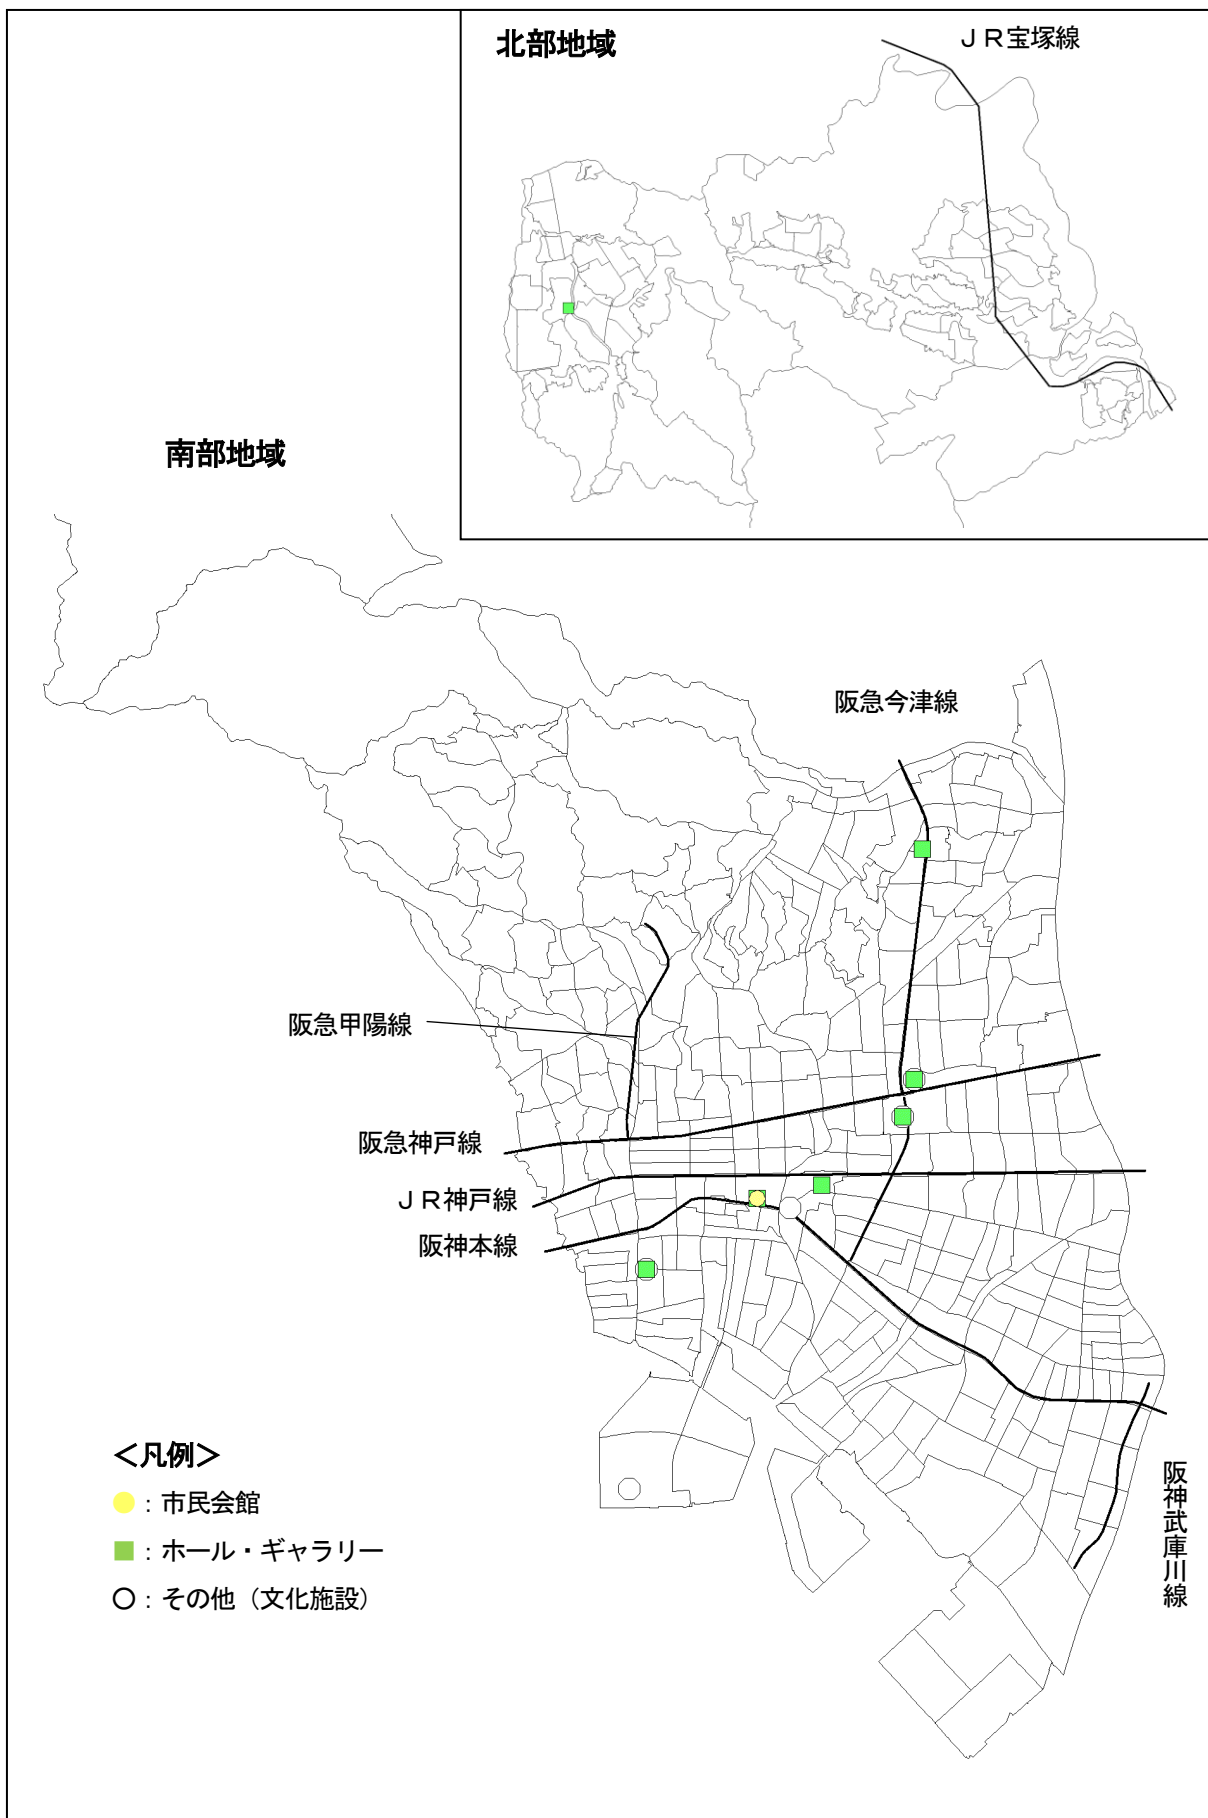 北部地域
ＪＲ宝塚線
南部地域
阪急今津線
阪急甲陽線
阪急神戸線
ＪＲ神戸線
阪神本線
阪神武庫川線
＜凡例＞
：市民会館
：ホール・ギャラリー
：その他（文化施設）